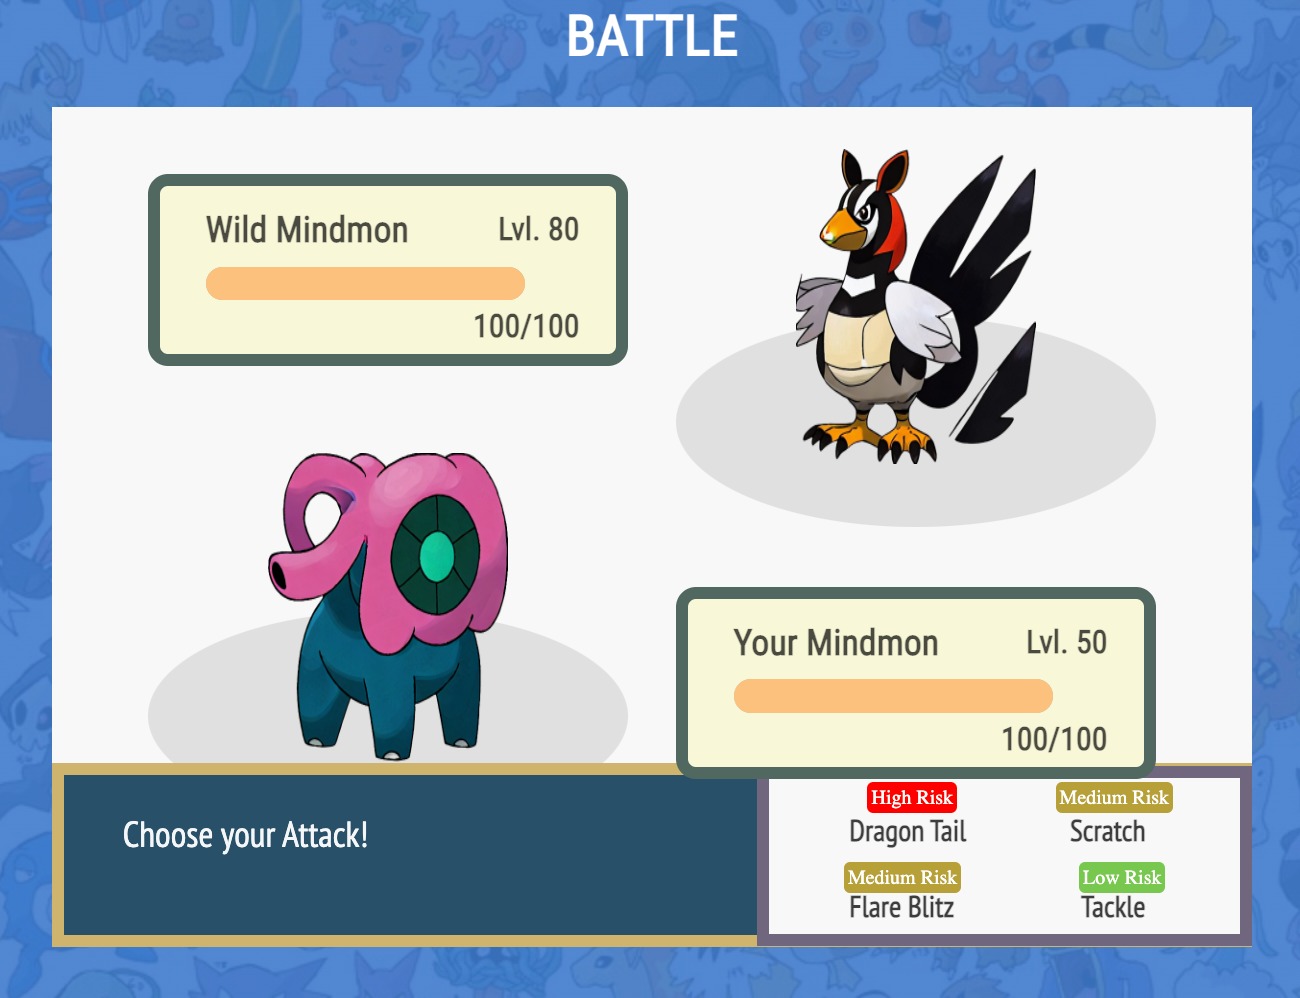 BATTLE
Wild Mindmon Lvl. 80
100/100
Your Mindmon Lvl. 50
100/100
Choose your Attack!
High Risk Medium Risk
Dragon Tail Scratch
Medium Risk Low Risk
Flare Blitz Tackle